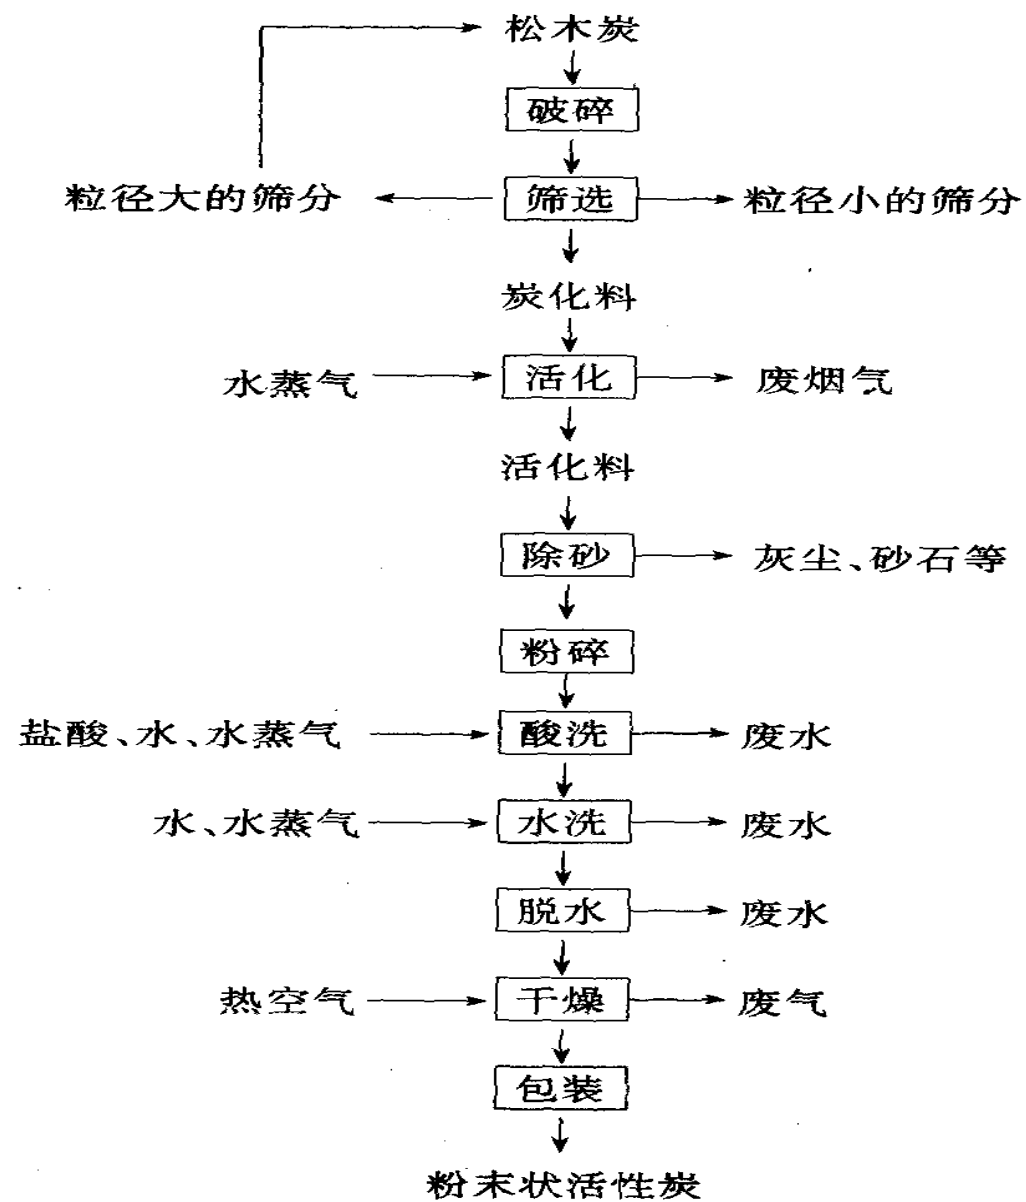 松木炭
破碎
粒径大的筛分 筛选 粒径小的筛分
炭化料
水蒸气 活化 废烟气
活化料
除砂 灰尘、砂石等
粉碎
盐酸、水、水蒸气 酸洗 废水
水、水蒸气 水洗 废水
脱水 废水
热空气 干燥 废气
包装
粉末状活性炭